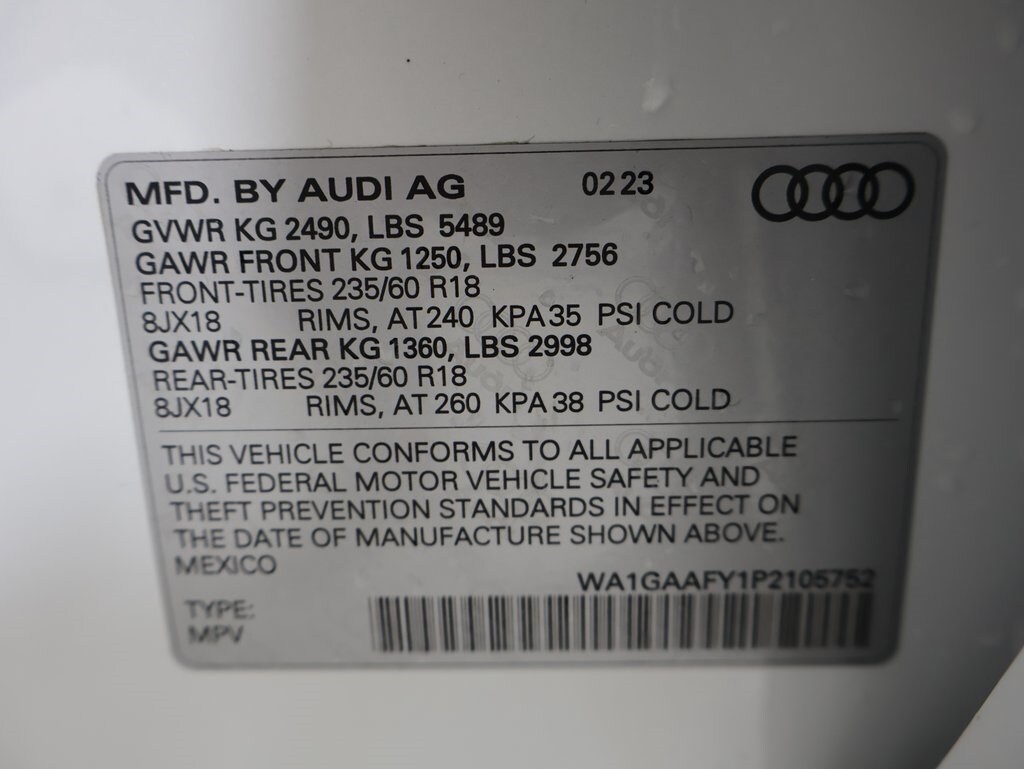 MFD. BY AUDI AG 02 23
GVWR KG 2490, LBS 5489
GAWR FRONT KG 1250, LBS 2756
FRONT-TIRES 235/60 R18
8JX18 RIMS, AT 240 KPA 35 PSI COLD
GAWR REAR KG 1360, LBS 2998
REAR-TIRES 235/60 R18
8JX18 RIMS, AT 260 KPA 38 PSI COLD
THIS VEHICLE CONFORMS TO ALL APPLICABLE
U.S. FEDERAL MOTOR VEHICLE SAFETY AND
THEFT PREVENTION STANDARDS IN EFFECT ON
THE DATE OF MANUFACTURE SHOWN ABOVE.
MEXICO
WA1GAAFY1P2105752
TYPE:
MPV